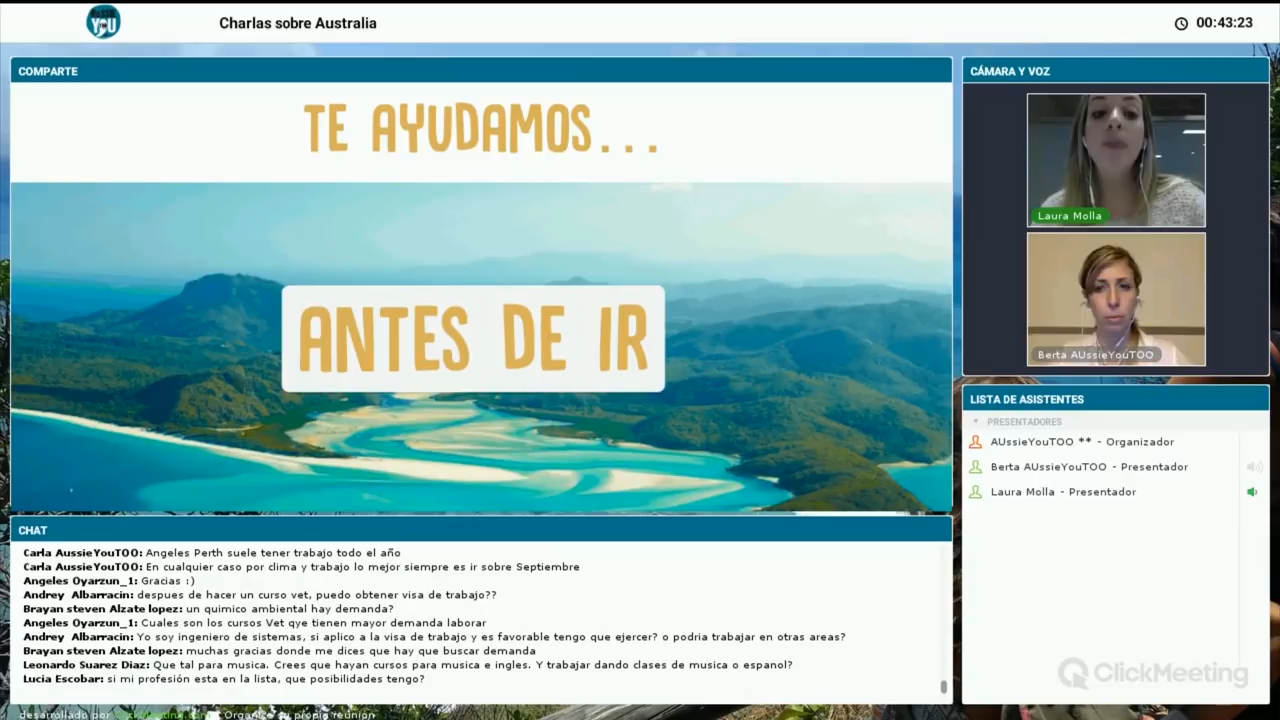 YOU
Charlas sobre Australia
00:43:23
COMPARTE
TE AYUDAMOS...
ANTES DE IR
CÁMARA Y VOZ
Laura Molla
Berta AUssieYouTOO
LISTA DE ASISTENTES
PRESENTADORES
AUssieYouTOO ** - Organizador
Berta AUssieYouTOO - Presentador
Laura Molla - Presentador
CHAT
Carla AussieYouTOO: Angeles Perth suele tener trabajo todo el año
Carla AussieYouTOO: En cualquier caso por clima y trabajo lo mejor siempre es ir sobre Septiembre
Angeles Oyarzun_1: Gracias :)
Andrey Albarracin: despues de hacer un curso vet, puedo obtener visa de trabajo??
Brayan steven Alzate lopez: un quimico ambiental hay demanda?
Angeles Oyarzun_1: Cuales son los cursos Vet qye tienen mayor demanda laborar
Andrey Albarracin: Yo soy ingeniero de sistemas, si aplico a la visa de trabajo y es favorable tengo que ejercer? o podria trabajar en otras areas?
Brayan steven Alzate lopez: muchas gracias donde me dices que hay que buscar demanda
Leonardo Suarez Diaz: Que tal para musica. Crees que hayan cursos para musica e ingles. Y trabajar dando clases de musica o espanol?
Lucia Escobar: si mi profesión esta en la lista, que posibilidades tengo?
ClickMeeting
desarrollado por Organice su propia reunión